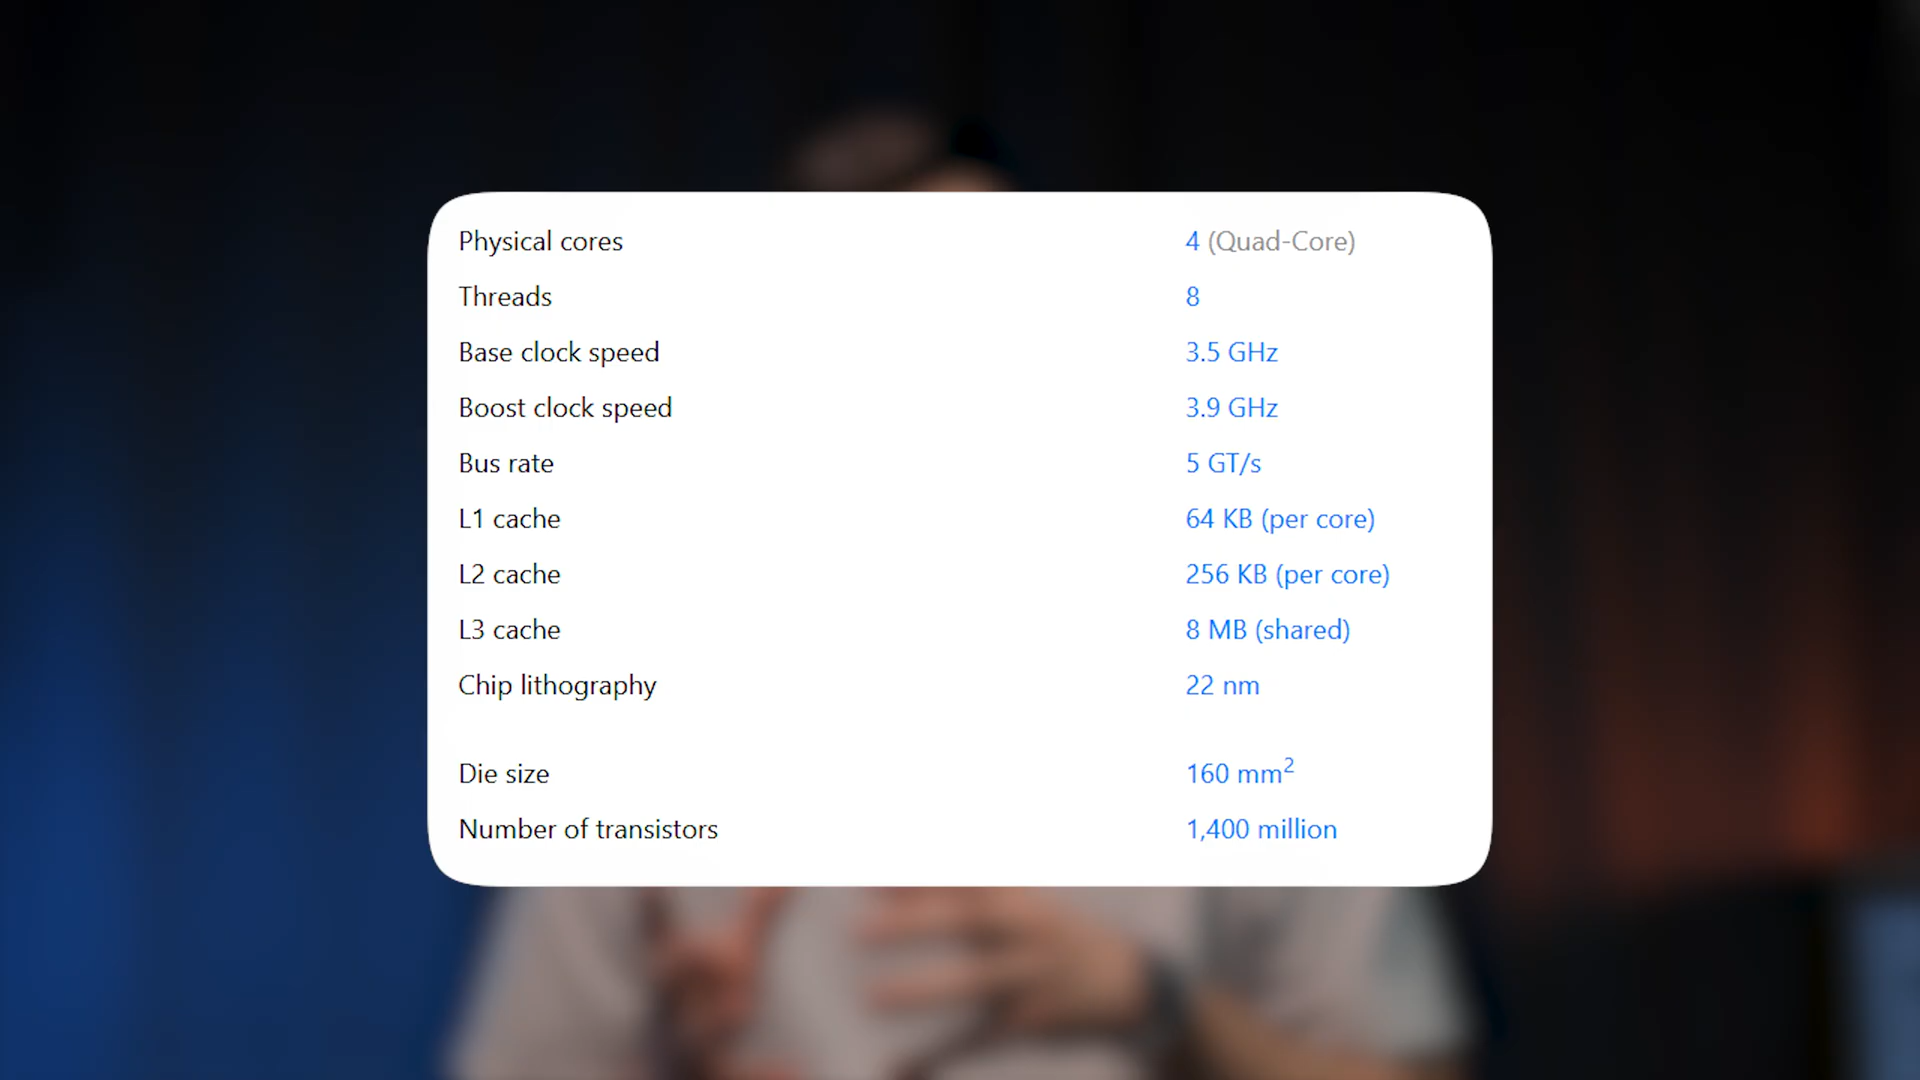 Physical cores 4 (Quad-Core)
Threads 8
Base clock speed 3.5 GHz
Boost clock speed 3.9 GHz
Bus rate 5 GT/s
L1 cache 64 KB (per core)
L2 cache 256 KB (per core)
L3 cache 8 MB (shared)
Chip lithography 22 nm
Die size 160 mm²
Number of transistors 1,400 million